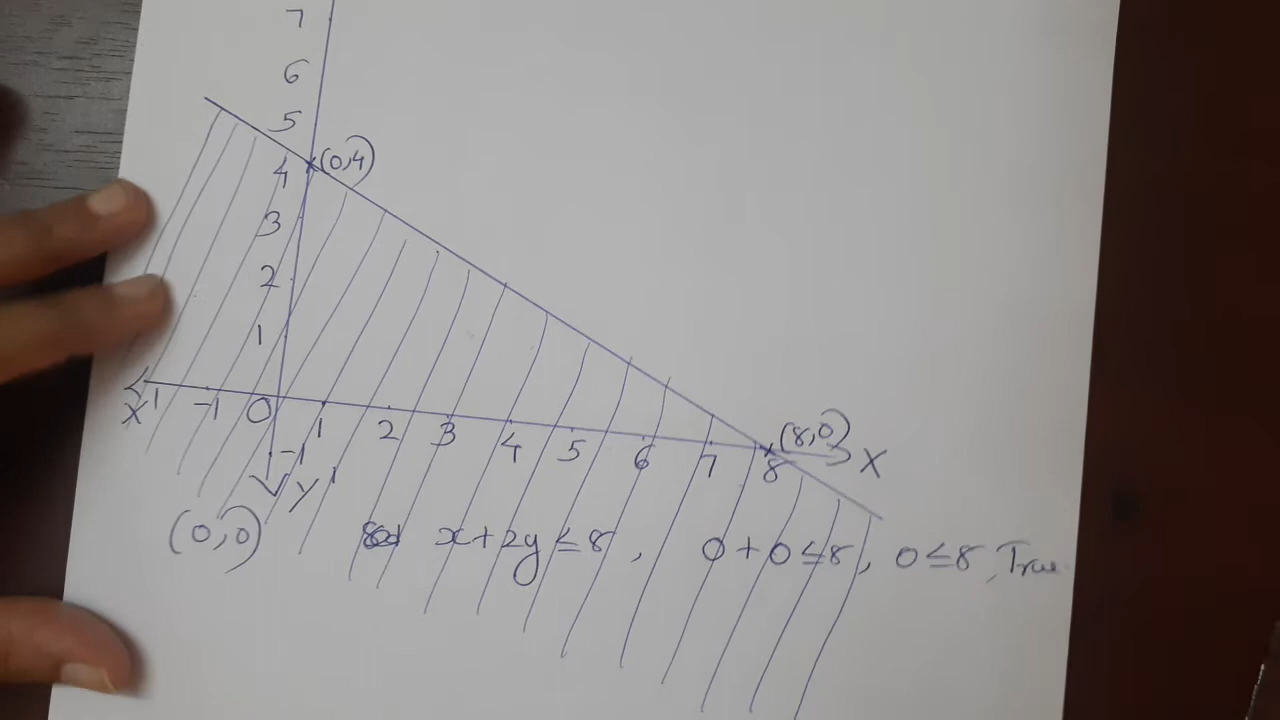 7
6
5
4 (0,4)
3
2
1
X' -1 0 1 2 3 4 5 6 7 8 (8,0) X
-1
Y'
(0,0) x+2y≤8, 0+0≤8, 0≤8, True